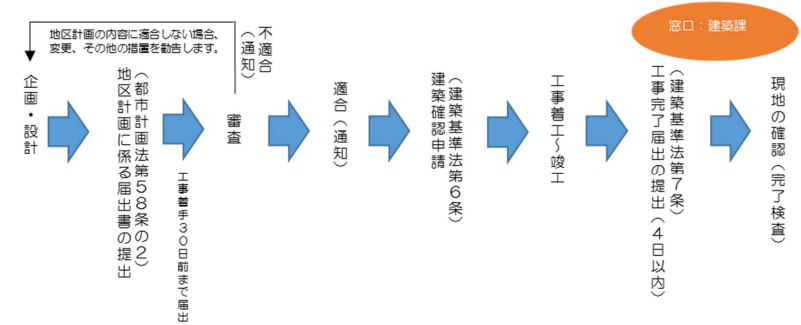 地区計画の内容に適合しない場合、
変更、その他の措置を勧告します。
不適合
（通知）
窓口：建築課
企画・設計
地区計画に係る届出書の提出
（都市計画法第５８条の２）
工事着手３０日前まで届出
審査
適合（通知）
建築確認申請
（建築基準法第６条）
工事着工～竣工
工事完了届出の提出（４日以内）
（建築基準法第７条）
現地の確認（完了検査）